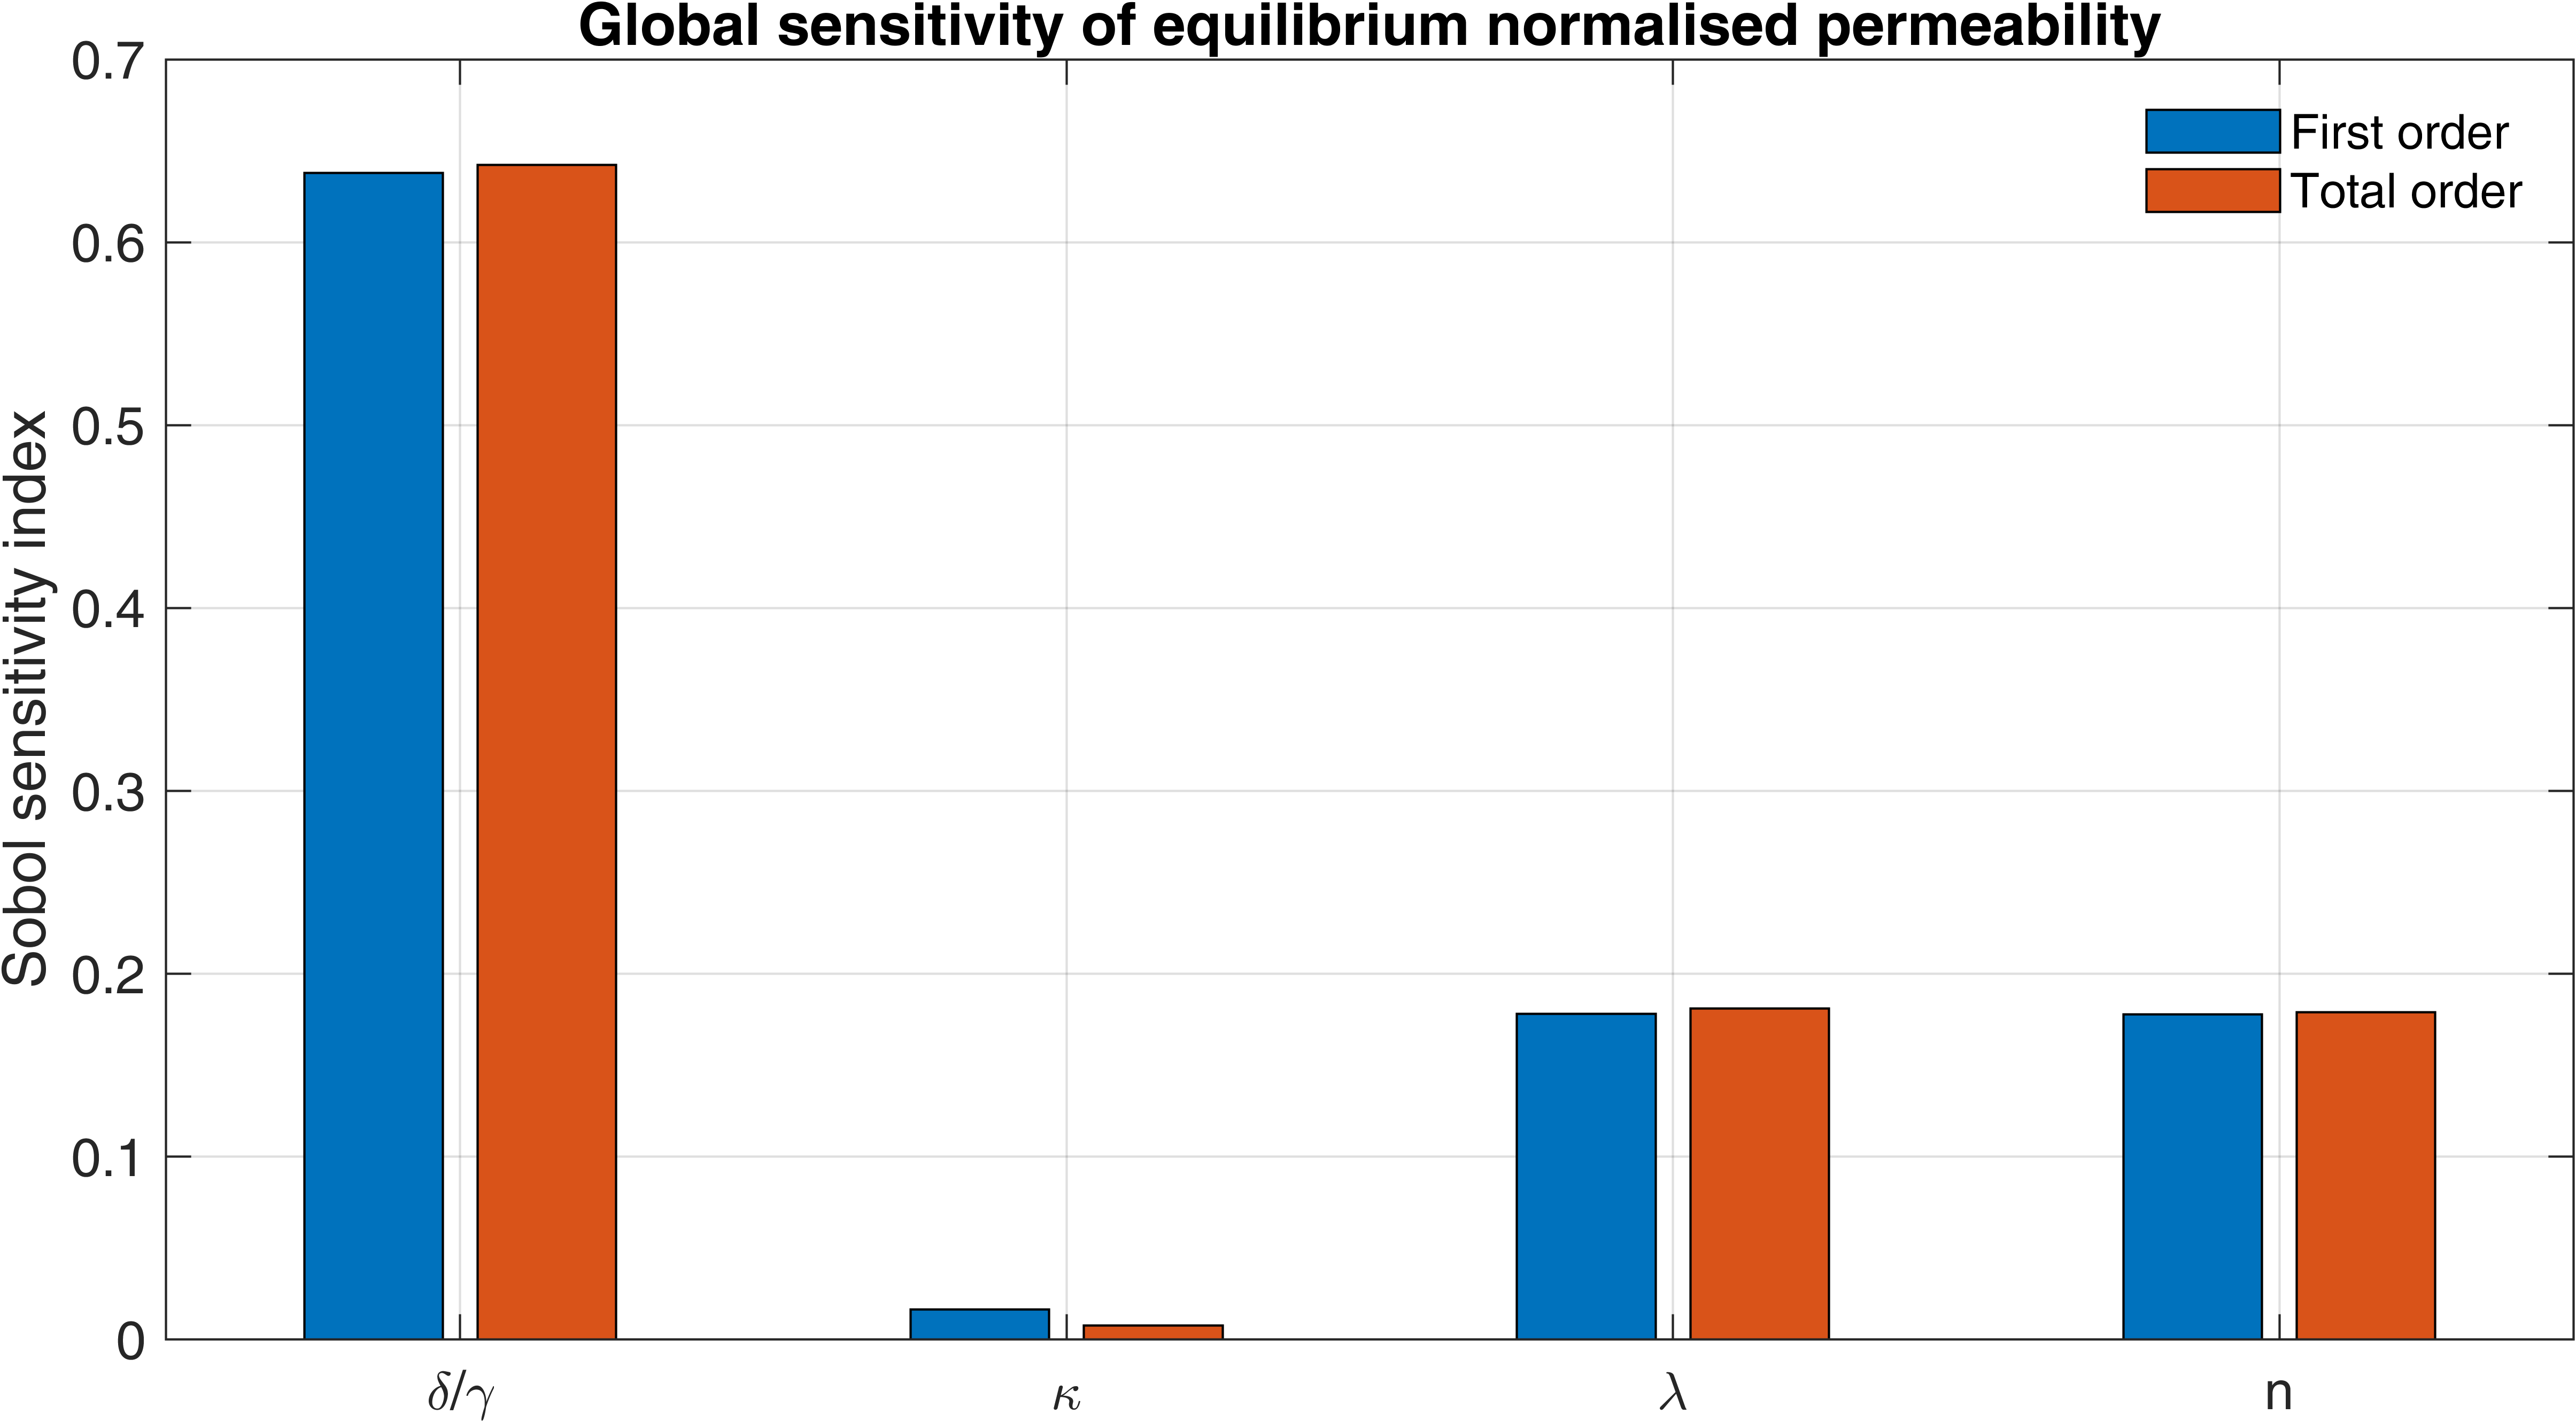 Global sensitivity of equilibrium normalised permeability
Sobol sensitivity index
0.7
0.6
0.5
0.4
0.3
0.2
0.1
0
First order
Total order
δ/γ
κ
λ
n